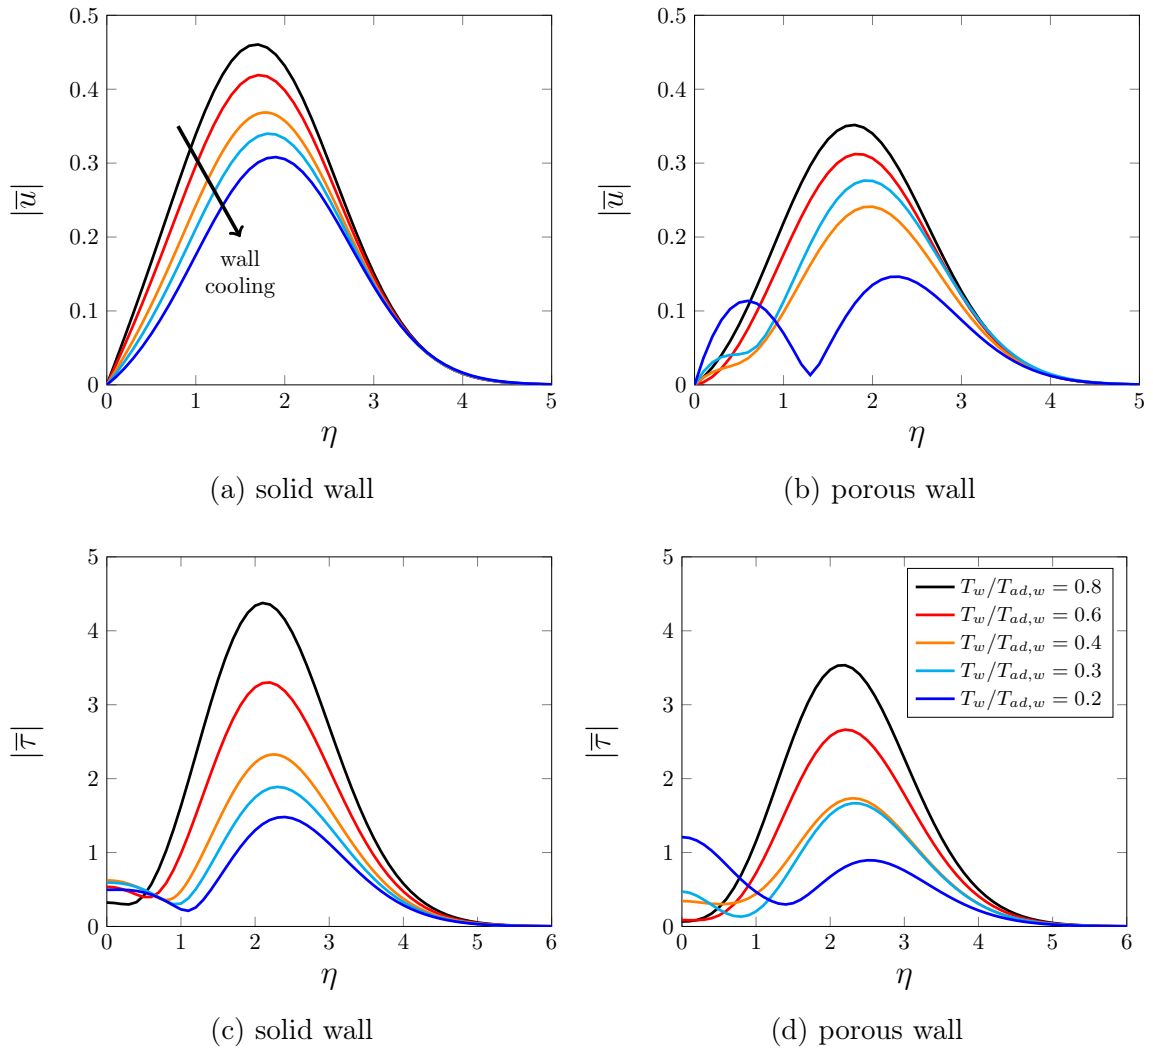 0.5
0.4
0.3
0.2
0.1
0
|u̅|
wall
cooling
0 1 2 3 4 5
η
(a) solid wall
0.5
0.4
0.3
0.2
0.1
0
|u̅|
0 1 2 3 4 5
η
(b) porous wall
5
4
3
2
1
0
|τ̅|
0 1 2 3 4 5 6
η
(c) solid wall
5
4
3
2
1
0
|τ̅|
T_w/T_{ad,w} = 0.8
T_w/T_{ad,w} = 0.6
T_w/T_{ad,w} = 0.4
T_w/T_{ad,w} = 0.3
T_w/T_{ad,w} = 0.2
0 1 2 3 4 5 6
η
(d) porous wall